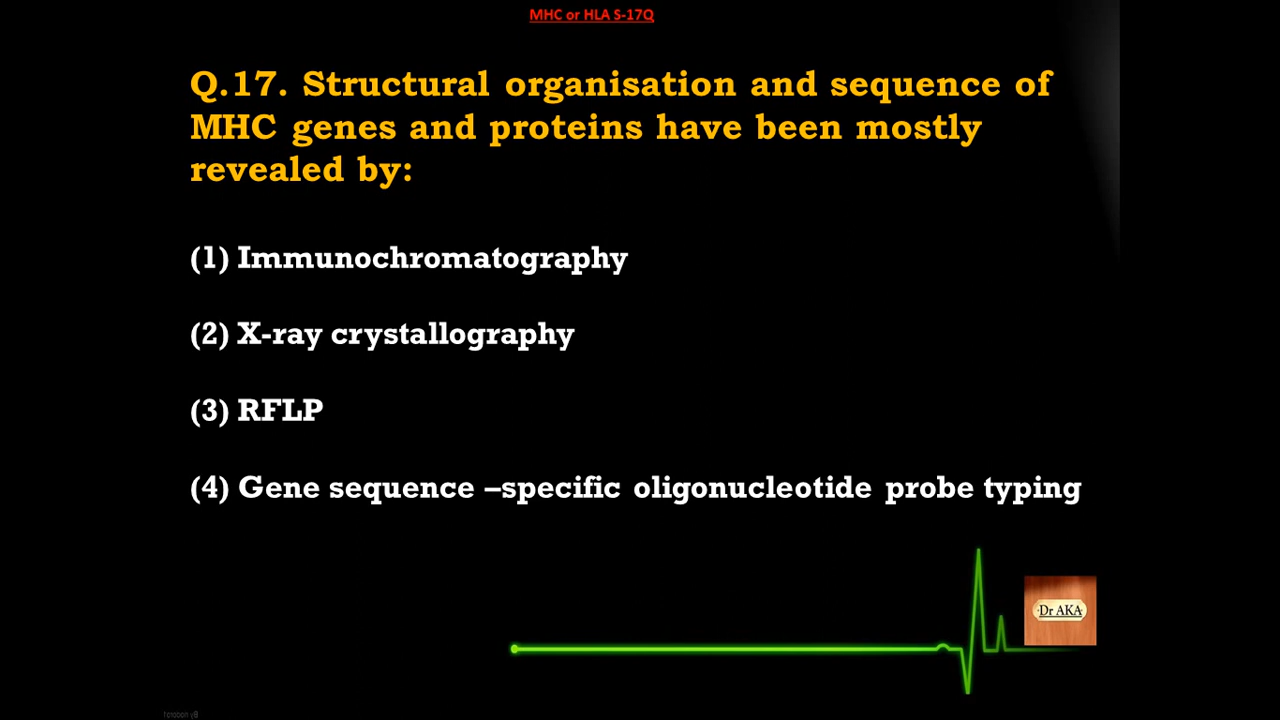 MHC or HLA S-17Q
Q.17. Structural organisation and sequence of
MHC genes and proteins have been mostly
revealed by:
(1) Immunochromatography
(2) X-ray crystallography
(3) RFLP
(4) Gene sequence –specific oligonucleotide probe typing
Dr AKA